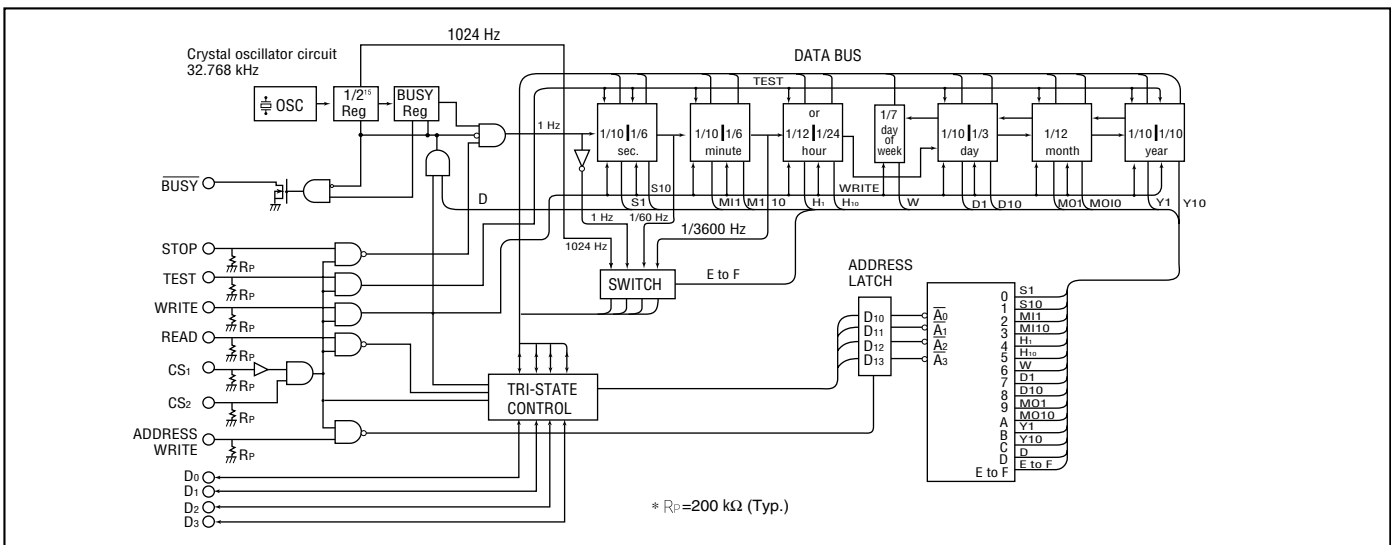 1024 Hz
Crystal oscillator circuit
32.768 kHz
DATA BUS
TEST
OSC
1/2¹⁵
Reg
BUSY
Reg
1 Hz
1/10 1/6
sec.
1/10 1/6
minute
or
1/12 1/24
hour
1/7
day
of
week
1/10 1/3
day
1/12
month
1/10 1/10
year
BUSY
D
S1
S10
MI1
M1 10
H₁
H₁₀
WRITE
W
D1
D10
MO1
MOI0
Y1
Y10
1 Hz
1/60 Hz
1/3600 Hz
1024 Hz
STOP
RP
TEST
RP
WRITE
RP
READ
RP
CS₁
RP
CS₂
RP
ADDRESS
WRITE
RP
SWITCH
E to F
ADDRESS
LATCH
D₁₀
D₁₁
D₁₂
D₁₃
A₀
A₁
A₂
A₃
0 S1
1 S10
2 MI1
3 MI10
4 H₁
5 H₁₀
6 W
7 D1
8 D10
9 MO1
A MO10
B Y1
C Y10
D D
E to F E to F
TRI-STATE
CONTROL
D₀
D₁
D₂
D₃
* RP=200 kΩ (Typ.)